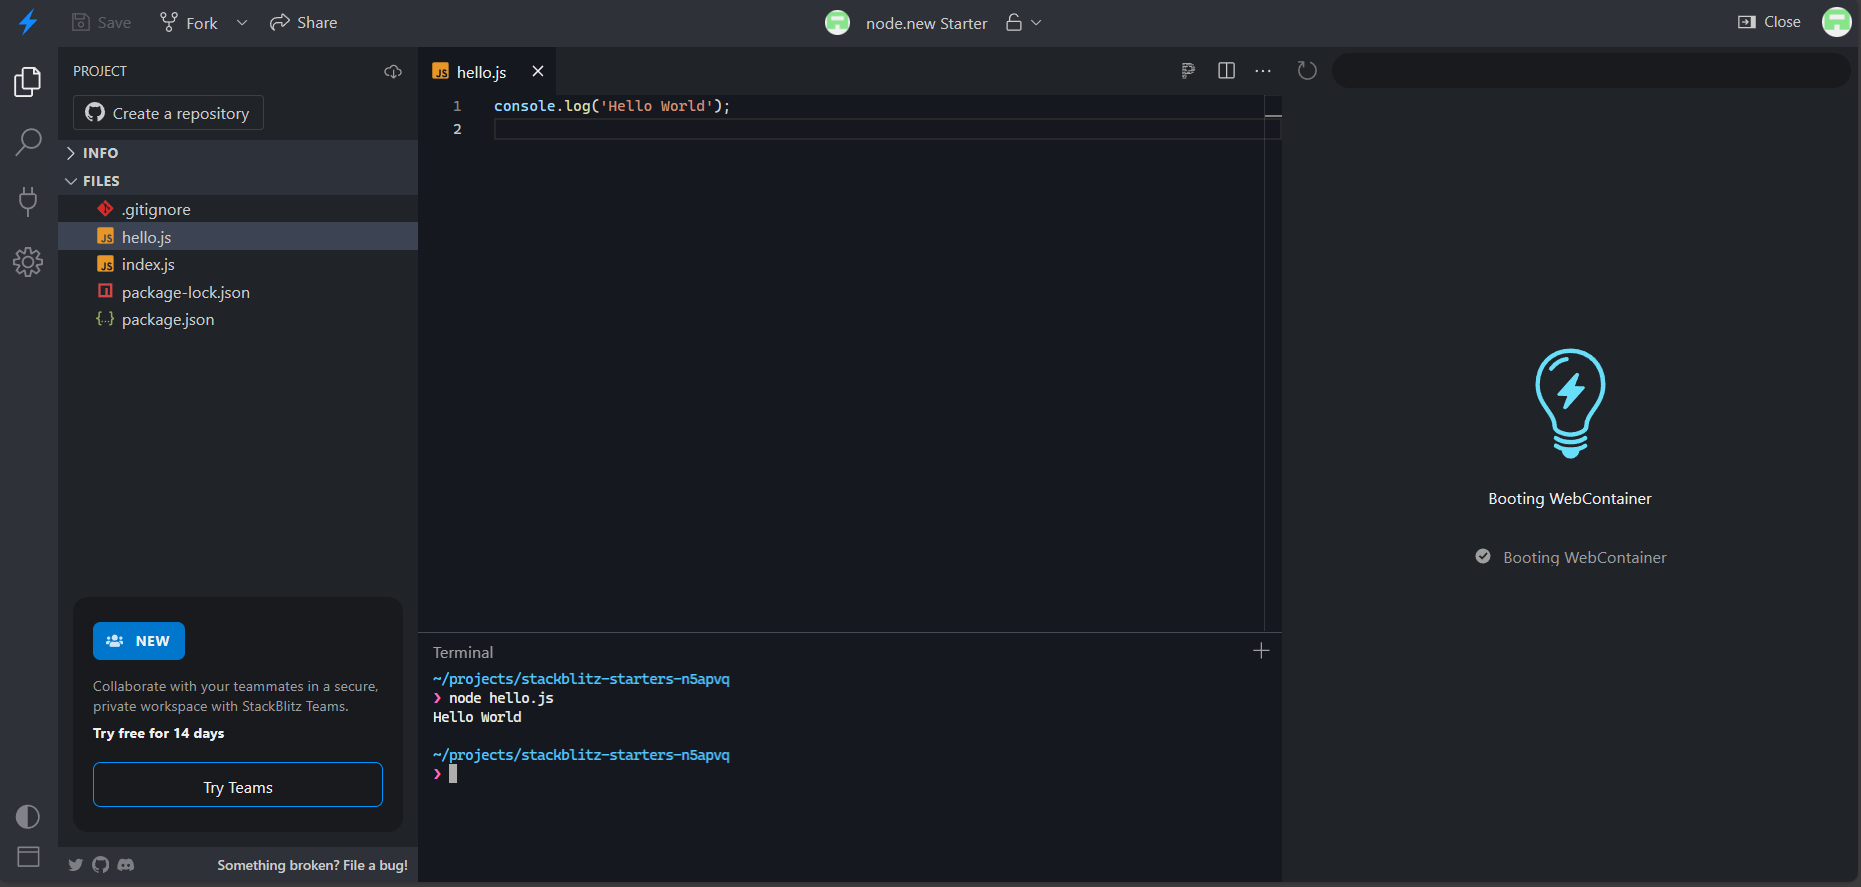 Save
Fork
Share
node.new Starter
Close
PROJECT
Create a repository
INFO
FILES
.gitignore
JS hello.js
JS index.js
package-lock.json
{..} package.json
NEW
Collaborate with your teammates in a secure,
private workspace with StackBlitz Teams.
Try free for 14 days
Try Teams
Something broken? File a bug!
JS hello.js
1 console.log('Hello World');
2
Terminal
~/projects/stackblitz-starters-n5apvq
❯ node hello.js
Hello World
~/projects/stackblitz-starters-n5apvq
❯
Booting WebContainer
Booting WebContainer